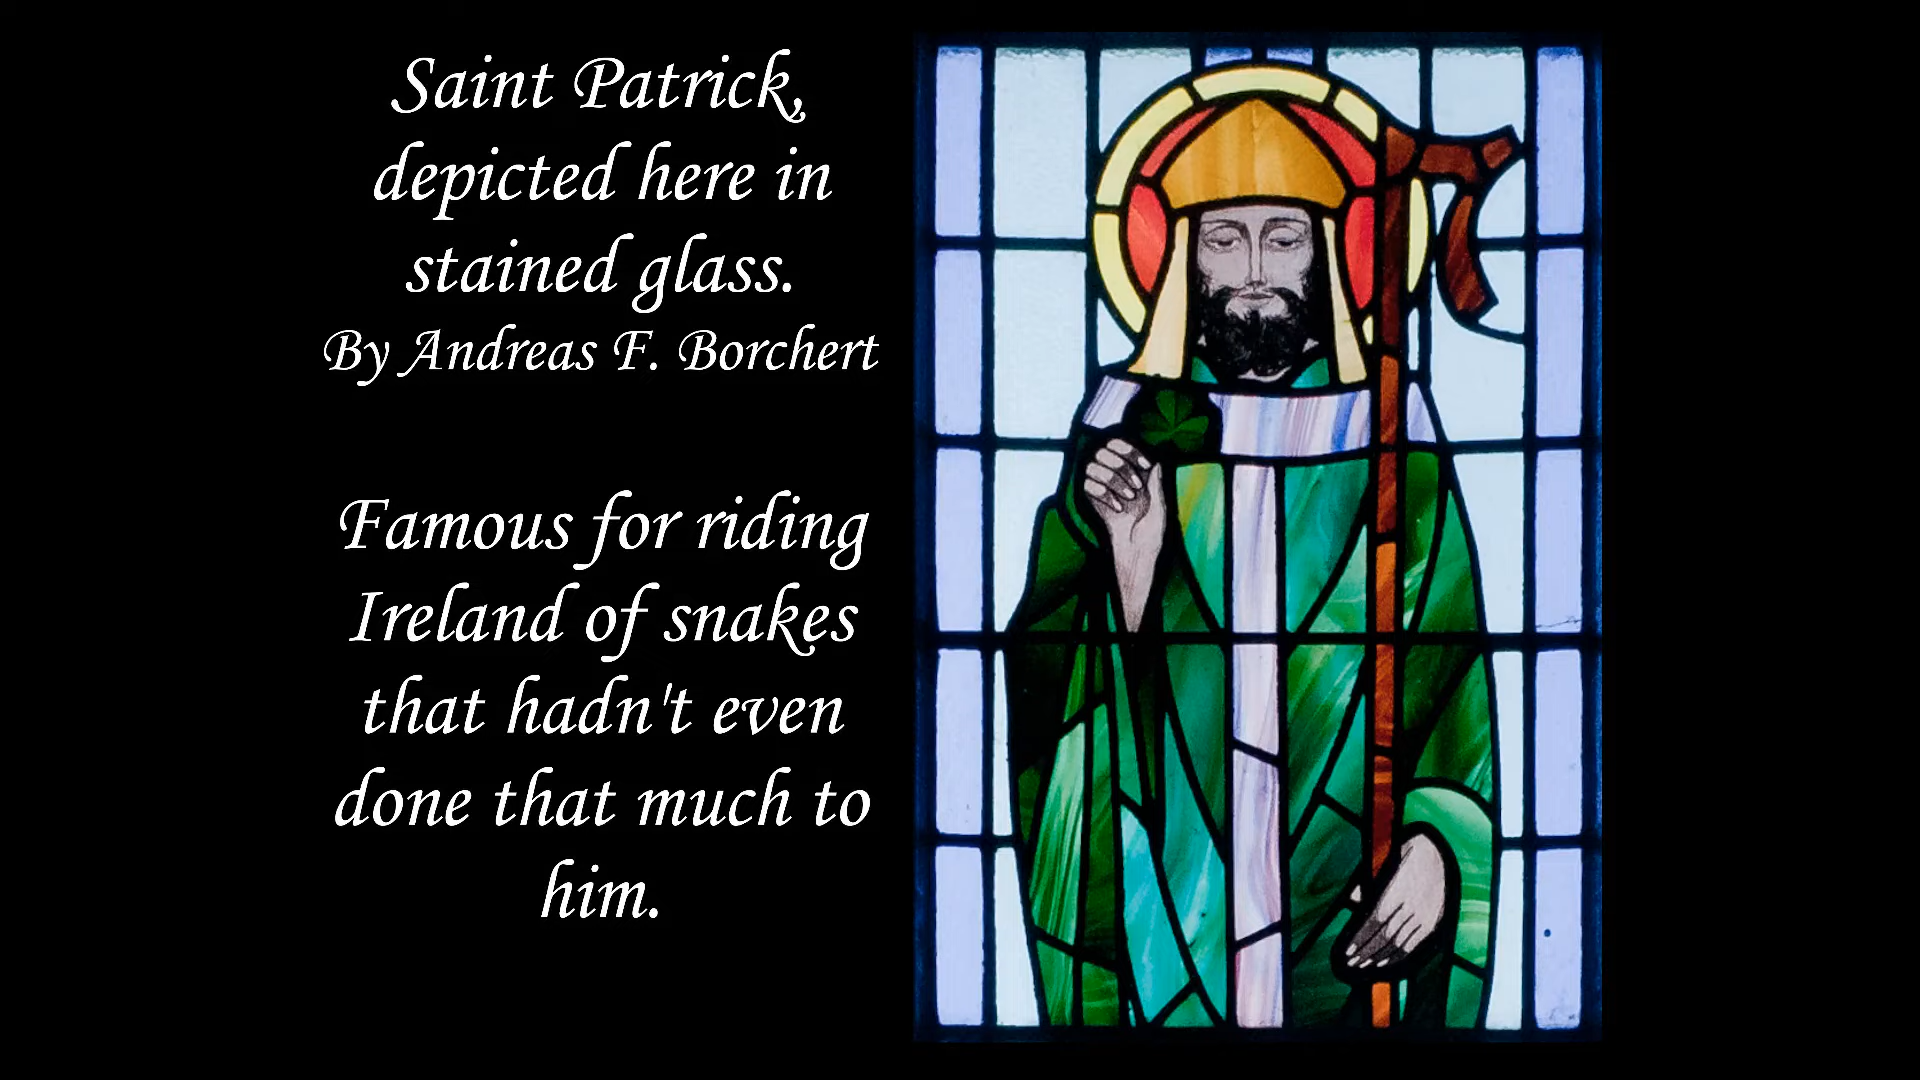 Saint Patrick,
depicted here in
stained glass.
By Andreas F. Borchert
Famous for riding
Ireland of snakes
that hadn't even
done that much to
him.